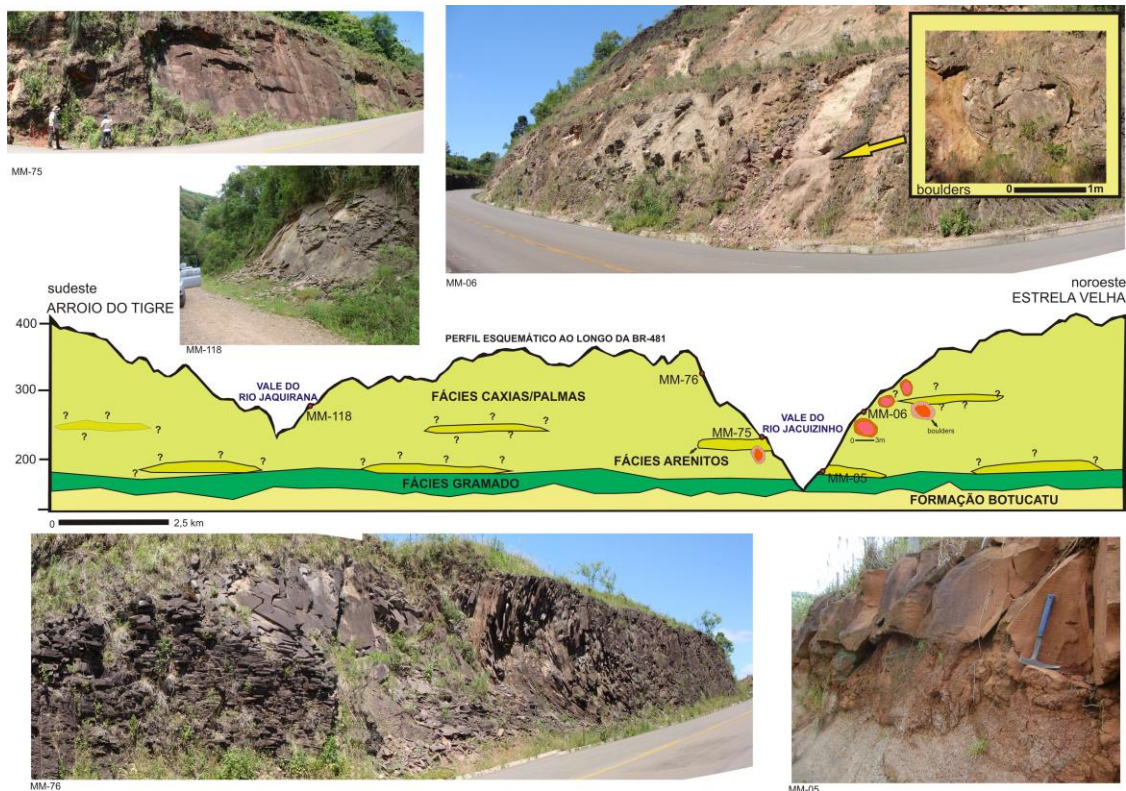 MM-75
boulders 0 1m
MM-06
sudeste
ARROIO DO TIGRE
noroeste
ESTRELA VELHA
MM-118
400
300
200
PERFIL ESQUEMÁTICO AO LONGO DA BR-481
VALE DO
RIO JAQUIRANA
MM-118
FÁCIES CAXIAS/PALMAS
MM-76
VALE DO
RIO JACUIZINHO
MM-75
MM-06
0 3m
boulders
? ? ? ?
? ? ? ?
? ? ? ?
? ? ? ?
? ? ? ?
? ? ? ?
FÁCIES ARENITOS
MM-05
FÁCIES GRAMADO
FORMAÇÃO BOTUCATU
0 2,5 km
MM-76
MM-05